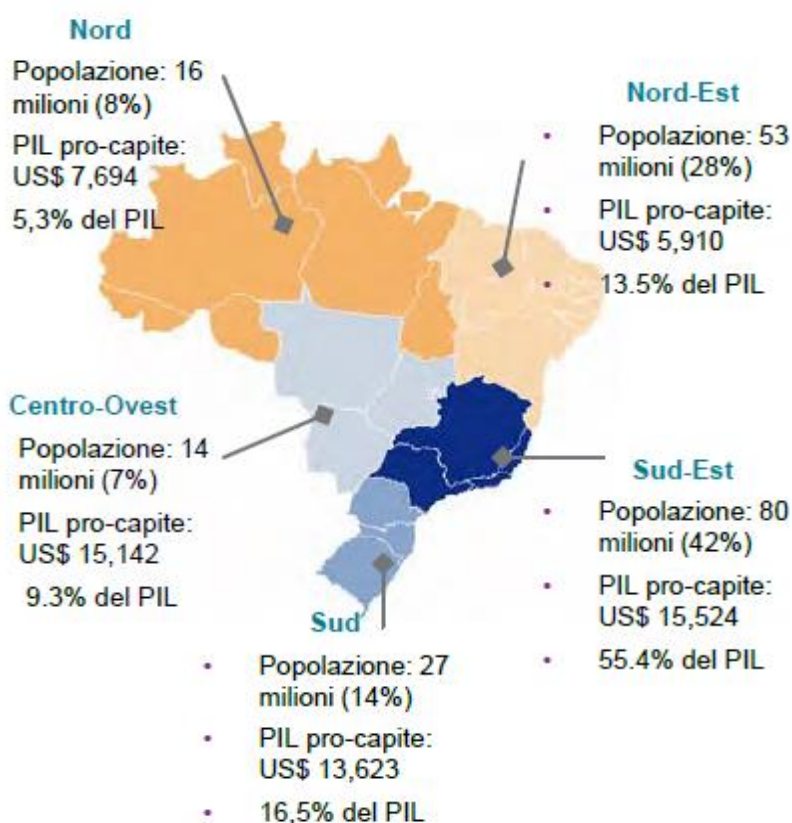 Nord
Popolazione: 16
milioni (8%)
PIL pro-capite:
US$ 7,694
5,3% del PIL
Nord-Est
• Popolazione: 53
milioni (28%)
• PIL pro-capite:
US$ 5,910
• 13.5% del PIL
Centro-Ovest
Popolazione: 14
milioni (7%)
PIL pro-capite:
US$ 15,142
9.3% del PIL
Sud-Est
• Popolazione: 80
milioni (42%)
• PIL pro-capite:
US$ 15,524
• 55.4% del PIL
Sud
• Popolazione: 27
milioni (14%)
• PIL pro-capite:
US$ 13,623
• 16,5% del PIL